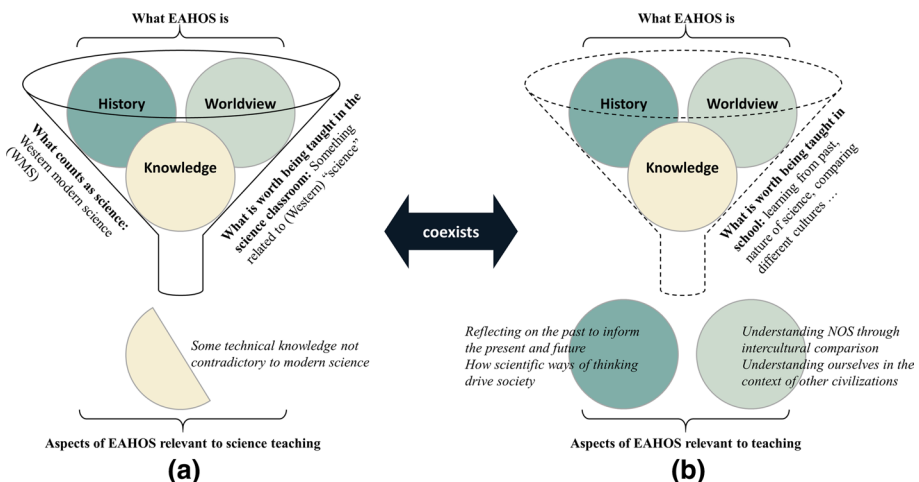 What EAHOS is
History
Worldview
Knowledge
What counts as science:
Western modern science
(WMS)
What is worth being taught in the
science classroom: Something
related to (Western) “science”
Some technical knowledge not
contradictory to modern science
Aspects of EAHOS relevant to science teaching
(a)
coexists
What EAHOS is
History
Worldview
Knowledge
What is worth being taught in
school: learning from past,
nature of science, comparing
different cultures …
Reflecting on the past to inform
the present and future
How scientific ways of thinking
drive society
Understanding NOS through
intercultural comparison
Understanding ourselves in the
context of other civilizations
Aspects of EAHOS relevant to teaching
(b)